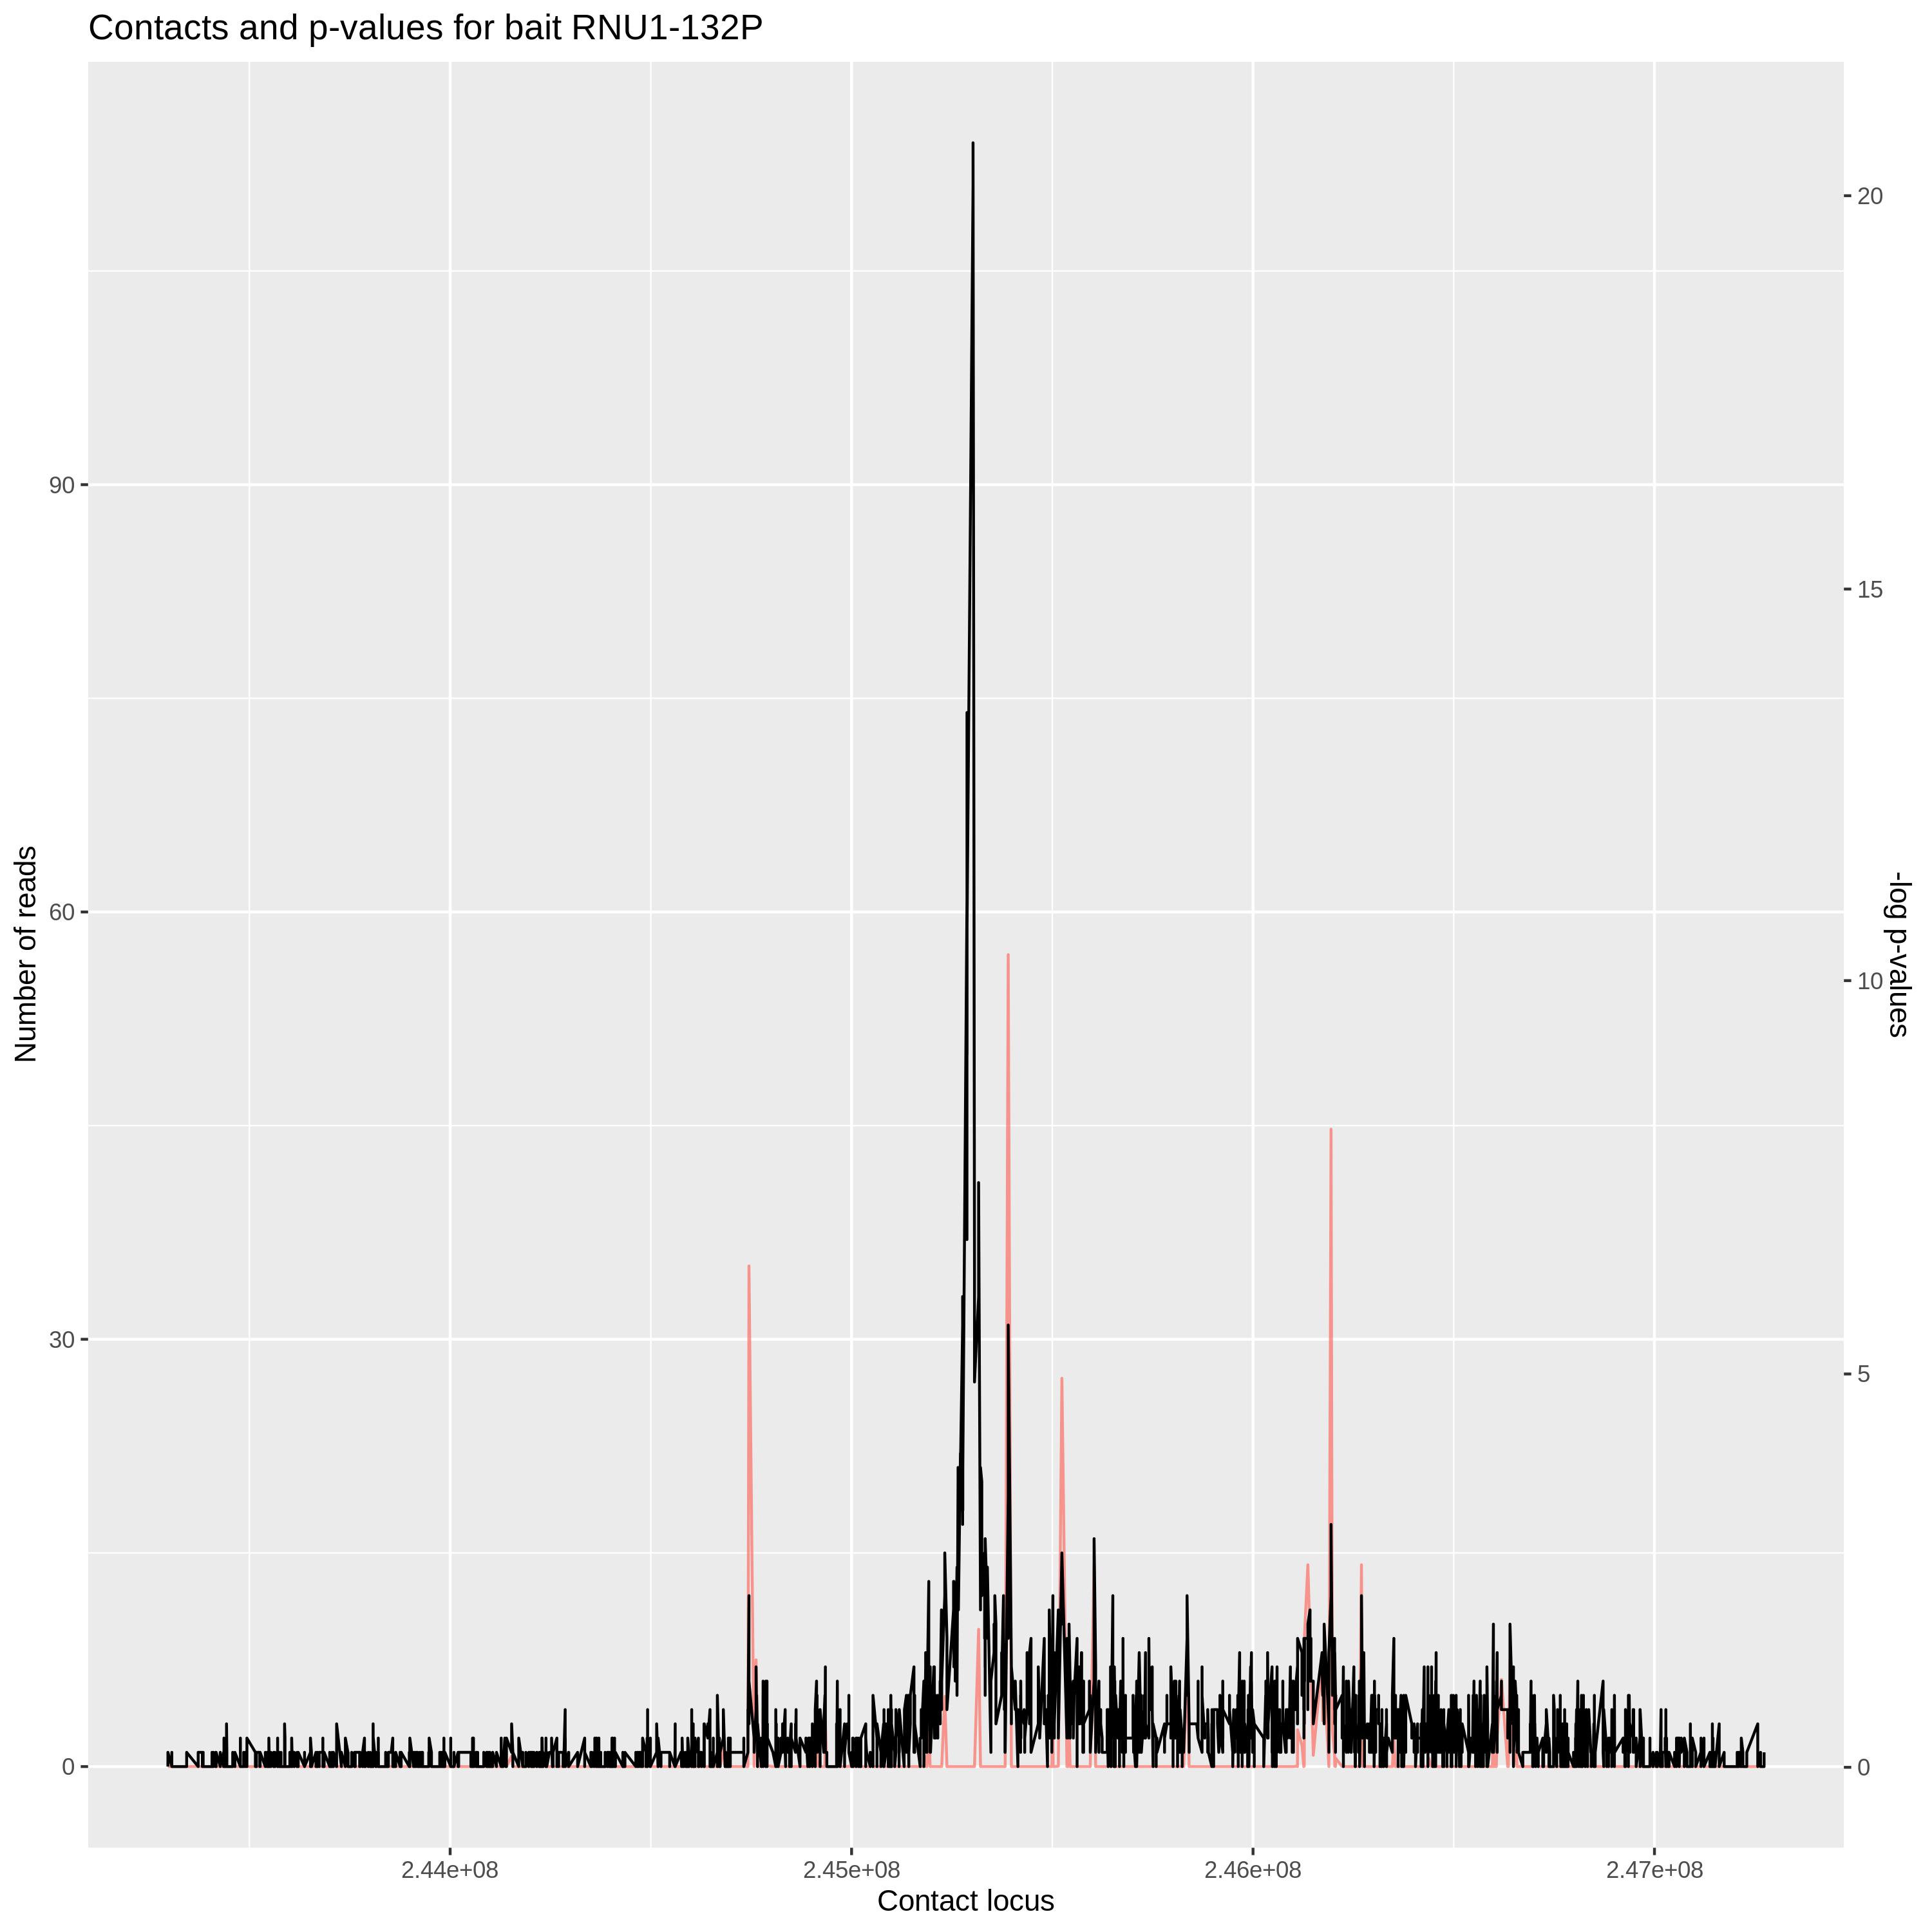 Contacts and p-values for bait RNU1-132P
Number of reads
90
60
30
0
20
15
10
5
0
-log p-values
2.44e+08
2.45e+08
2.46e+08
2.47e+08
Contact locus